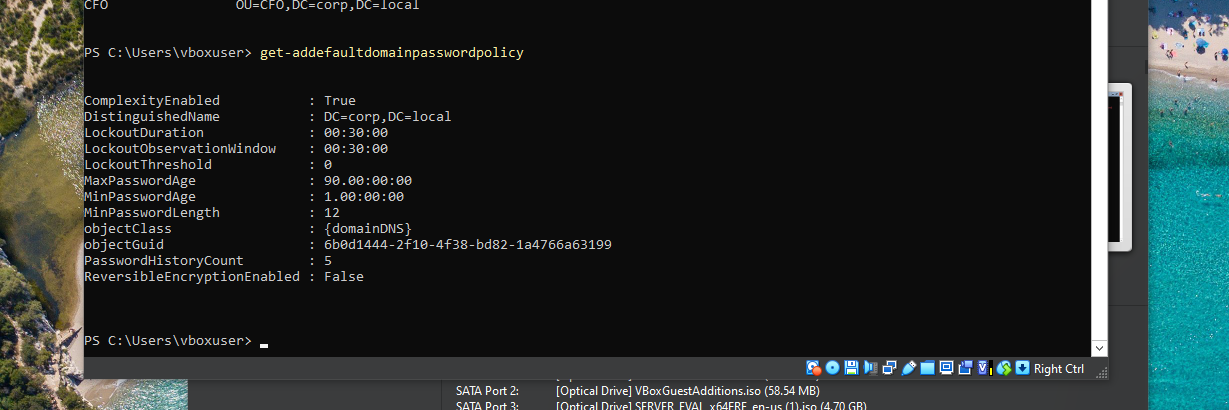 CFO OU=CFO,DC=corp,DC=local
PS C:\Users\vboxuser> get-addefaultdomainpasswordpolicy
ComplexityEnabled : True
DistinguishedName : DC=corp,DC=local
LockoutDuration : 00:30:00
LockoutObservationWindow : 00:30:00
LockoutThreshold : 0
MaxPasswordAge : 90.00:00:00
MinPasswordAge : 1.00:00:00
MinPasswordLength : 12
objectClass : {domainDNS}
objectGuid : 6b0d1444-2f10-4f38-bd82-1a4766a63199
PasswordHistoryCount : 5
ReversibleEncryptionEnabled : False
PS C:\Users\vboxuser>
Right Ctrl
SATA Port 2: [Optical Drive] VBoxGuestAdditions.iso (58.54 MB)
SATA Port 3: [Optical Drive] SERVER_EVAL_x64FRE_en-us (1).iso (4.70 GB)